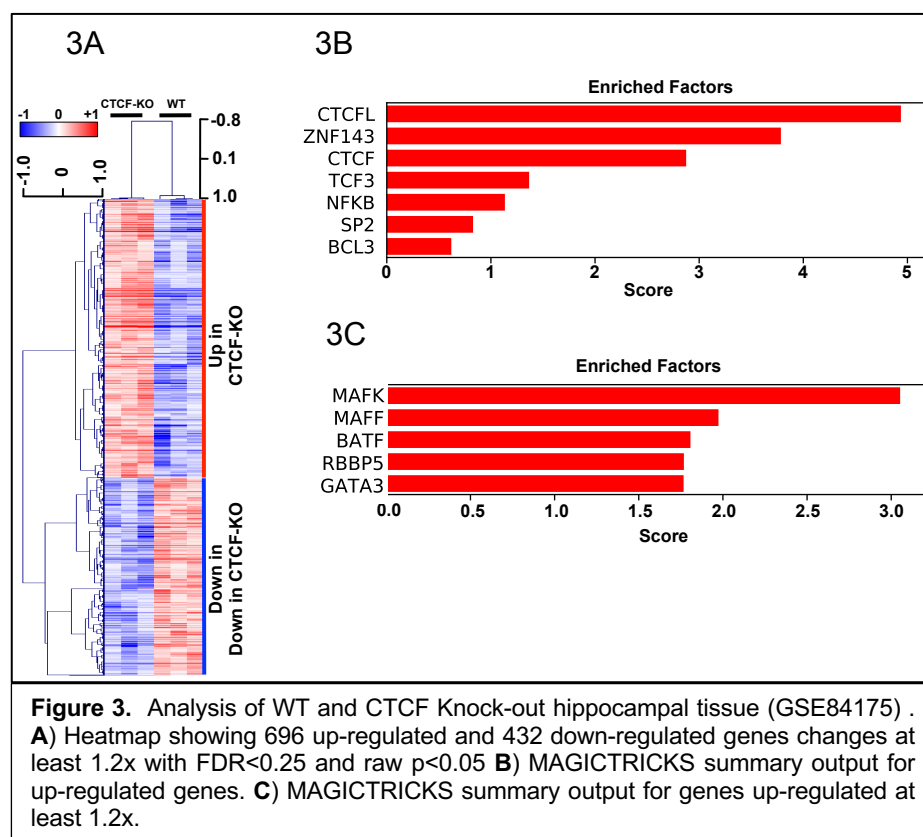 3A
CTCF-KO WT
-1 0 +1
-0.8
0.1
1.0
-1.0 0 1.0
Up in
CTCF-KO
Down in
Down in CTCF-KO
3B
Enriched Factors
CTCFL
ZNF143
CTCF
TCF3
NFKB
SP2
BCL3
0 1 2 3 4 5
Score
3C
Enriched Factors
MAFK
MAFF
BATF
RBBP5
GATA3
0.0 0.5 1.0 1.5 2.0 2.5 3.0
Score
Figure 3. Analysis of WT and CTCF Knock-out hippocampal tissue (GSE84175) .
A) Heatmap showing 696 up-regulated and 432 down-regulated genes changes at
least 1.2x with FDR<0.25 and raw p<0.05 B) MAGICTRICKS summary output for
up-regulated genes. C) MAGICTRICKS summary output for genes up-regulated at
least 1.2x.